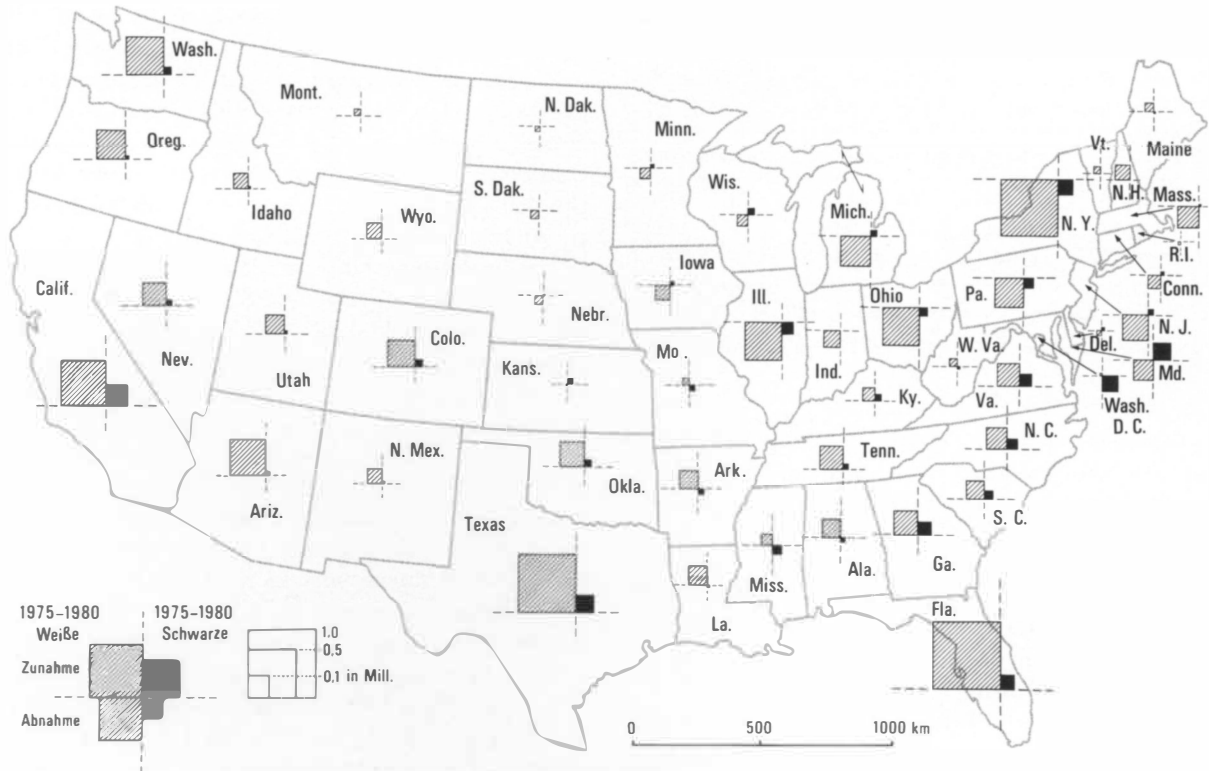 Wash.
Mont.
N. Dak.
Minn.
Oreg.
Idaho
Wyo.
S. Dak.
Wis.
Mich.
Vt.
Maine
N.H.
Mass.
N. Y.
R.I.
Conn.
Calif.
Nev.
Utah
Colo.
Nebr.
Iowa
Ill.
Ind.
Ohio
Pa.
N. J.
Del.
Md.
W. Va.
Va.
Wash.
D. C.
Kans.
Mo.
Ky.
N. C.
Tenn.
Ariz.
N. Mex.
Okla.
Ark.
S. C.
Texas
La.
Miss.
Ala.
Ga.
Fla.
1975–1980 1975–1980
Weiße Schwarze
Zunahme
Abnahme
1.0
0.5
0.1 in Mill.
0 500 1000 km